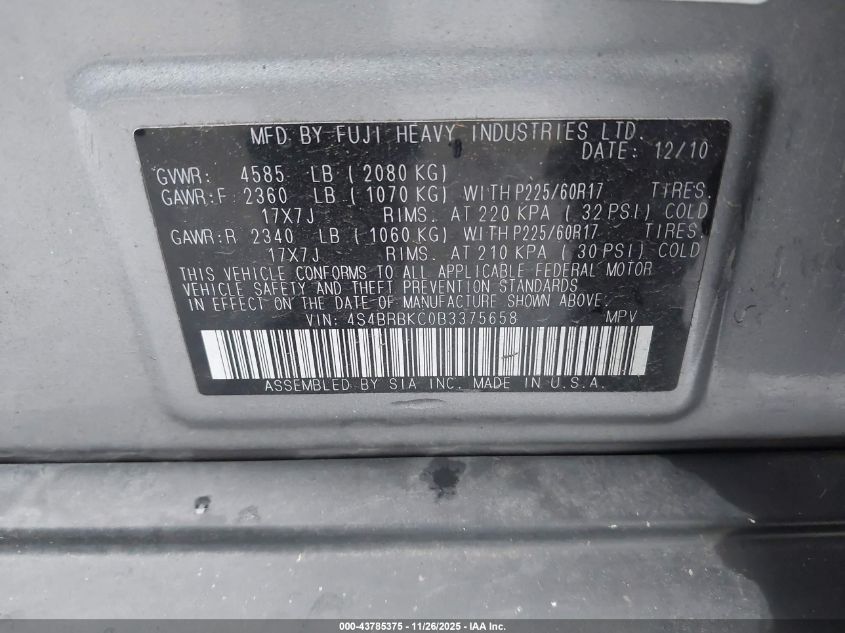 MFD BY FUJI HEAVY INDUSTRIES LTD.
DATE: 12/10
GVWR: 4585 LB (2080 KG)
GAWR:F 2360 LB (1070 KG) WITH P225/60R17 TIRES.
17X7J RIMS. AT 220 KPA (32 PSI) COLD
GAWR:R 2340 LB (1060 KG) WITH P225/60R17 TIRES.
17X7J RIMS. AT 210 KPA (30 PSI) COLD
THIS VEHICLE CONFORMS TO ALL APPLICABLE FEDERAL MOTOR
VEHICLE SAFETY AND THEFT PREVENTION STANDARDS
IN EFFECT ON THE DATE OF MANUFACTURE SHOWN ABOVE.
VIN: 4S4BRBKC0B3375658 MPV
ASSEMBLED BY SIA INC. MADE IN U.S.A.
000-43785375 - 11/26/2025 - IAA Inc.